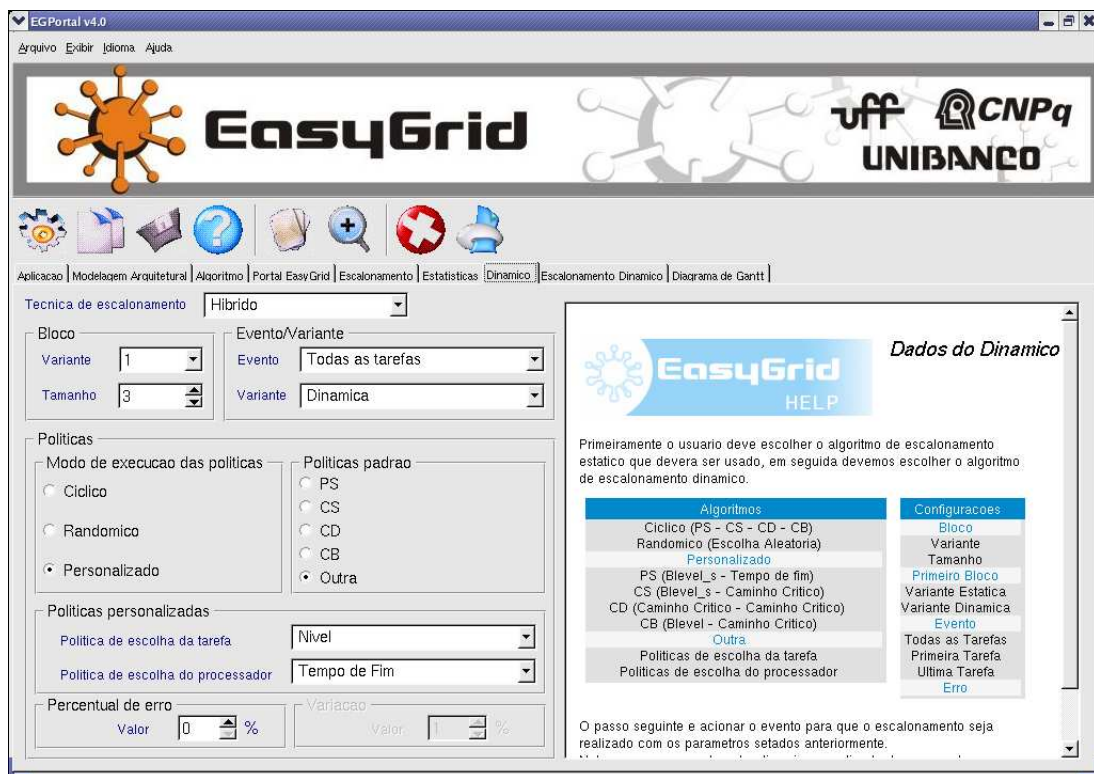 EGPortal v4.0
Arquivo Exibir Idioma Ajuda
EasyGrid
uff CNPq
UNIBANCO
Aplicacao Modelagem Arquitetural Algoritmo Portal EasyGrid Escalonamento Estatisticas Dinamico Escalonamento Dinamico Diagrama de Gantt
Tecnica de escalonamento Hibrido
Bloco
Variante 1
Tamanho 3
Evento/Variante
Evento Todas as tarefas
Variante Dinamica
Politicas
Modo de execucao das politicas
Ciclico
Randomico
Personalizado
Politicas padrao
PS
CS
CD
CB
Outra
Politicas personalizadas
Politica de escolha da tarefa Nivel
Politica de escolha do processador Tempo de Fim
Percentual de erro
Valor 0 %
Variacao
Valor 1 %
EasyGrid
HELP
Dados do Dinamico
Primeiramente o usuario deve escolher o algoritmo de escalonamento
estatico que devera ser usado, em seguida devemos escolher o algoritmo
de escalonamento dinamico.
Algoritmos
Ciclico (PS - CS - CD - CB)
Randomico (Escolha Aleatoria)
Personalizado
PS (Blevel_s - Tempo de fim)
CS (Blevel_s - Caminho Critico)
CD (Caminho Critico - Caminho Critico)
CB (Blevel - Caminho Critico)
Outra
Politicas de escolha da tarefa
Politicas de escolha do processador
Configuracoes
Bloco
Variante
Tamanho
Primeiro Bloco
Variante Estatica
Variante Dinamica
Evento
Todas as Tarefas
Primeira Tarefa
Ultima Tarefa
Erro
O passo seguinte e acionar o evento para que o escalonamento seja
realizado com os parametros setados anteriormente.